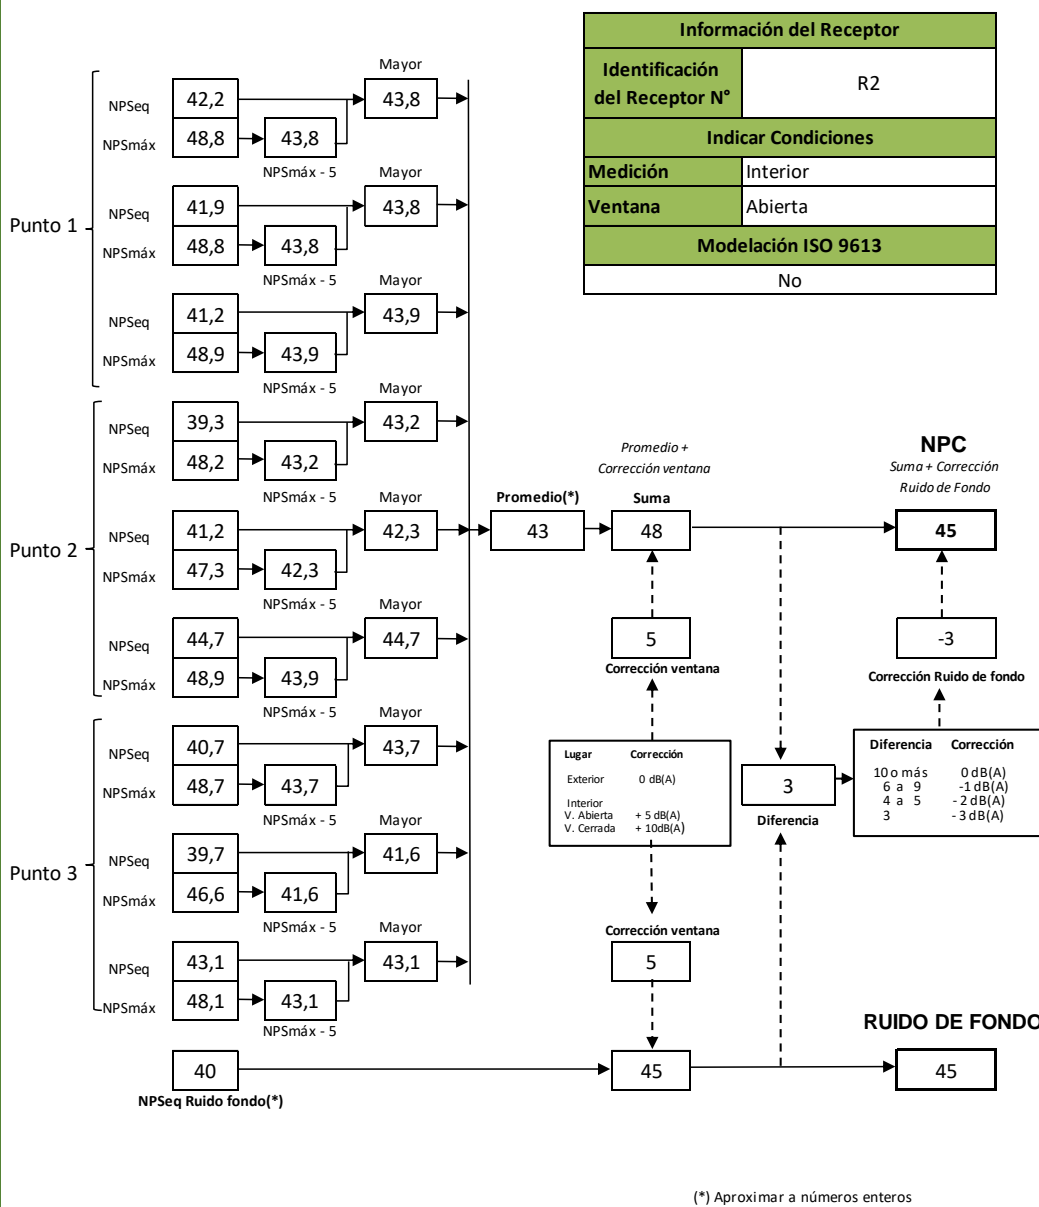 Información del Receptor
Identificación
del Receptor N°
R2
Indicar Condiciones
Medición Interior
Ventana Abierta
Modelación ISO 9613
No
Punto 1
Mayor
NPSeq 42,2 43,8
NPSmáx 48,8 43,8
NPSmáx - 5 Mayor
NPSeq 41,9 43,8
NPSmáx 48,8 43,8
NPSmáx - 5 Mayor
NPSeq 41,2 43,9
NPSmáx 48,9 43,9
NPSmáx - 5 Mayor
Punto 2
NPSeq 39,3 43,2
NPSmáx 48,2 43,2
NPSmáx - 5 Mayor
NPSeq 41,2 42,3
NPSmáx 47,3 42,3
NPSmáx - 5 Mayor
NPSeq 44,7 44,7
NPSmáx 48,9 43,9
NPSmáx - 5 Mayor
Punto 3
NPSeq 40,7 43,7
NPSmáx 48,7 43,7
NPSmáx - 5 Mayor
NPSeq 39,7 41,6
NPSmáx 46,6 41,6
NPSmáx - 5 Mayor
NPSeq 43,1 43,1
NPSmáx 48,1 43,1
NPSmáx - 5
Promedio(*)
43
Promedio +
Corrección ventana
Suma
48
5
Corrección ventana
Lugar Corrección
Exterior 0 dB(A)
Interior
V. Abierta + 5 dB(A)
V. Cerrada + 10dB(A)
Corrección ventana
5
45
3
Diferencia
NPC
Suma + Corrección
Ruido de Fondo
45
-3
Corrección Ruido de fondo
Diferencia Corrección
10 o más 0 dB(A)
6 a 9 -1 dB(A)
4 a 5 - 2 dB(A)
3 - 3 dB(A)
RUIDO DE FONDO
45
40
NPSeq Ruido fondo(*)
(*) Aproximar a números enteros